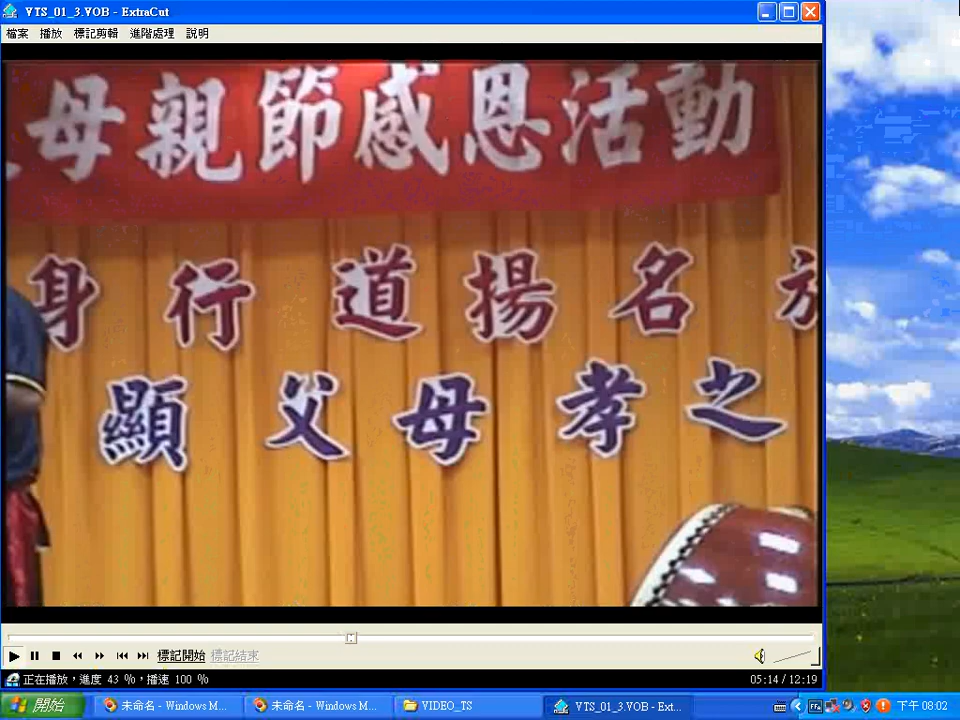 VTS_01_3.VOB - ExtraCut
檔案 播放 標記剪輯 進階處理 說明
母親節感恩活動
身行道揚名
顯父母孝之
標記開始 標記結束
正在播放，進度 43 %，播速 100 %
05:14 / 12:19
開始
未命名 - Windows M...
未命名 - Windows M...
VIDEO_TS
VTS_01_3.VOB - Ext...
下午 08:02